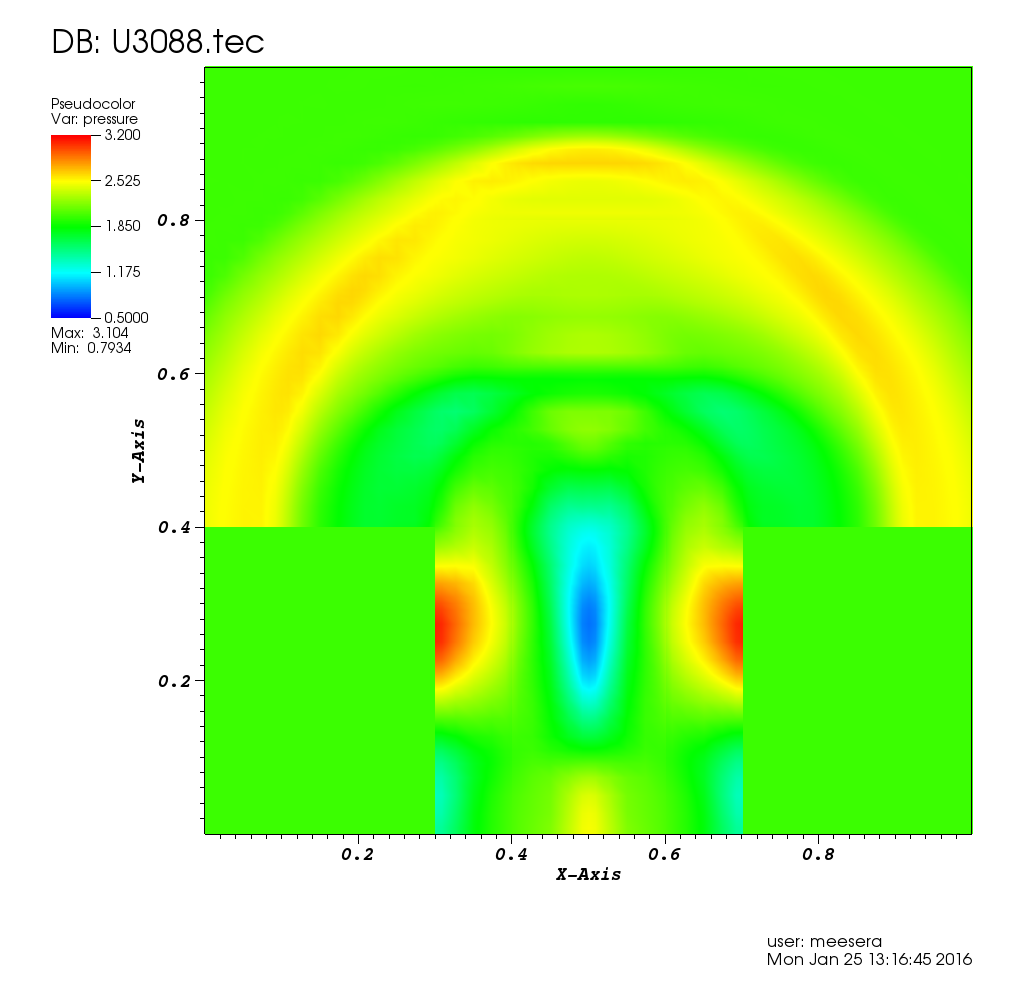 DB: U3088.tec
Pseudocolor
Var: pressure
3.200
2.525
1.850
1.175
0.5000
Max: 3.104
Min: 0.7934
0.8
0.6
0.4
0.2
Y-Axis
0.2 0.4 0.6 0.8
X-Axis
user: meesera
Mon Jan 25 13:16:45 2016